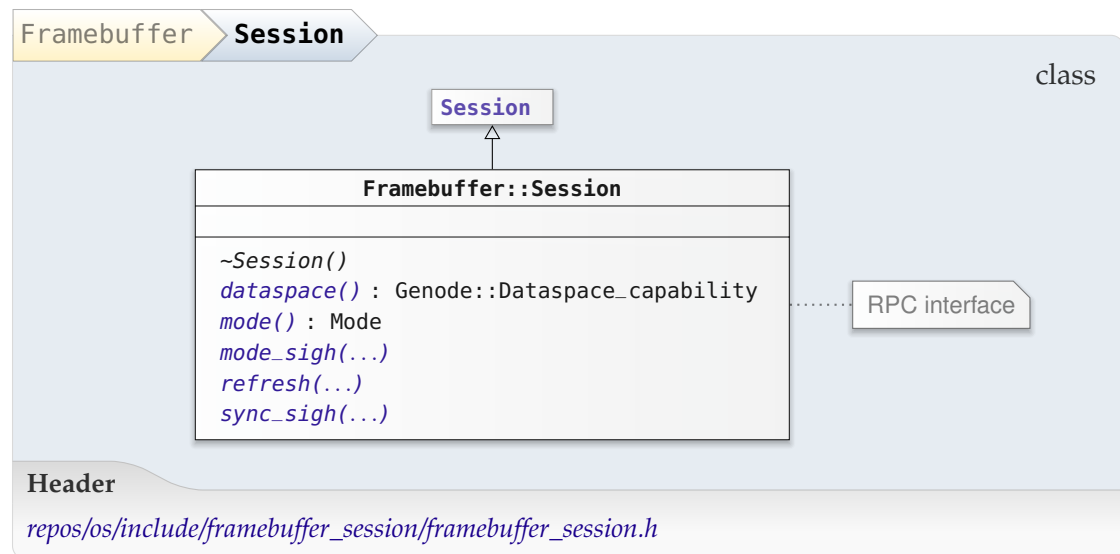 Framebuffer Session
class
Session
Framebuffer::Session
~Session()
dataspace() : Genode::Dataspace_capability
mode() : Mode
mode_sigh(...)
refresh(...)
sync_sigh(...)
RPC interface
Header
repos/os/include/framebuffer_session/framebuffer_session.h